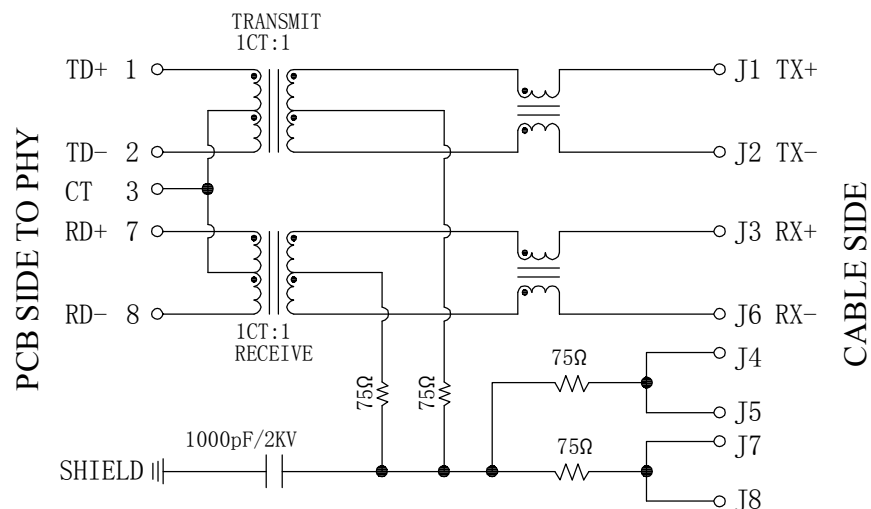 TRANSMIT
1CT:1
TD+ 1
J1 TX+
TD- 2
J2 TX-
CT 3
RD+ 7
J3 RX+
RD- 8
J6 RX-
1CT:1
RECEIVE
PCB SIDE TO PHY
CABLE SIDE
75Ω
75Ω
75Ω
J4
J5
1000pF/2KV
75Ω
J7
SHIELD
J8